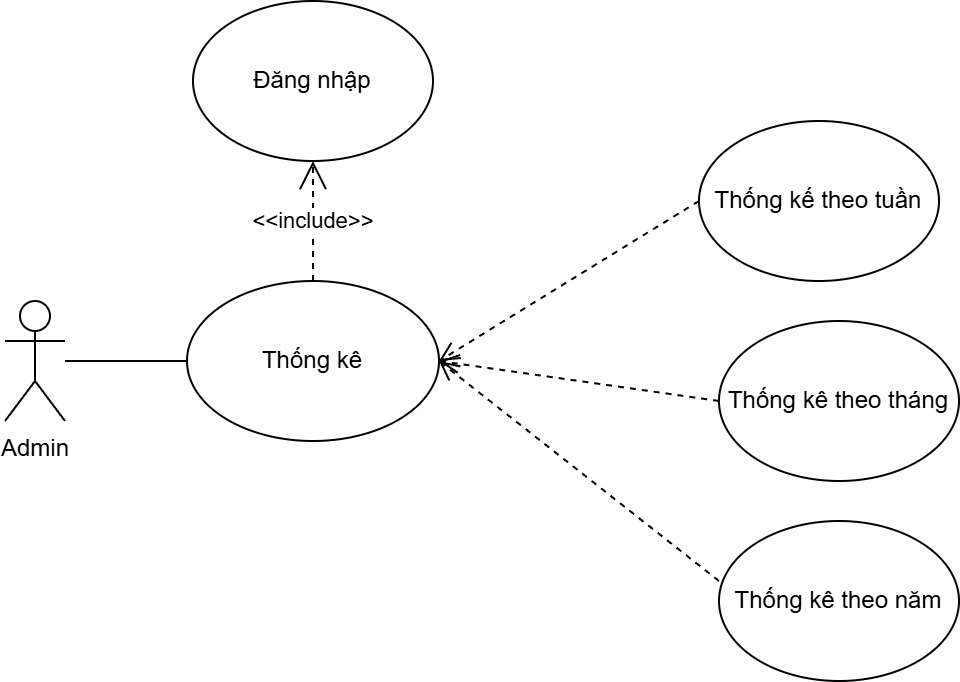 Đăng nhập
<<include>>
Thống kế theo tuần
Thống kê
Thống kê theo tháng
Admin
Thống kê theo năm